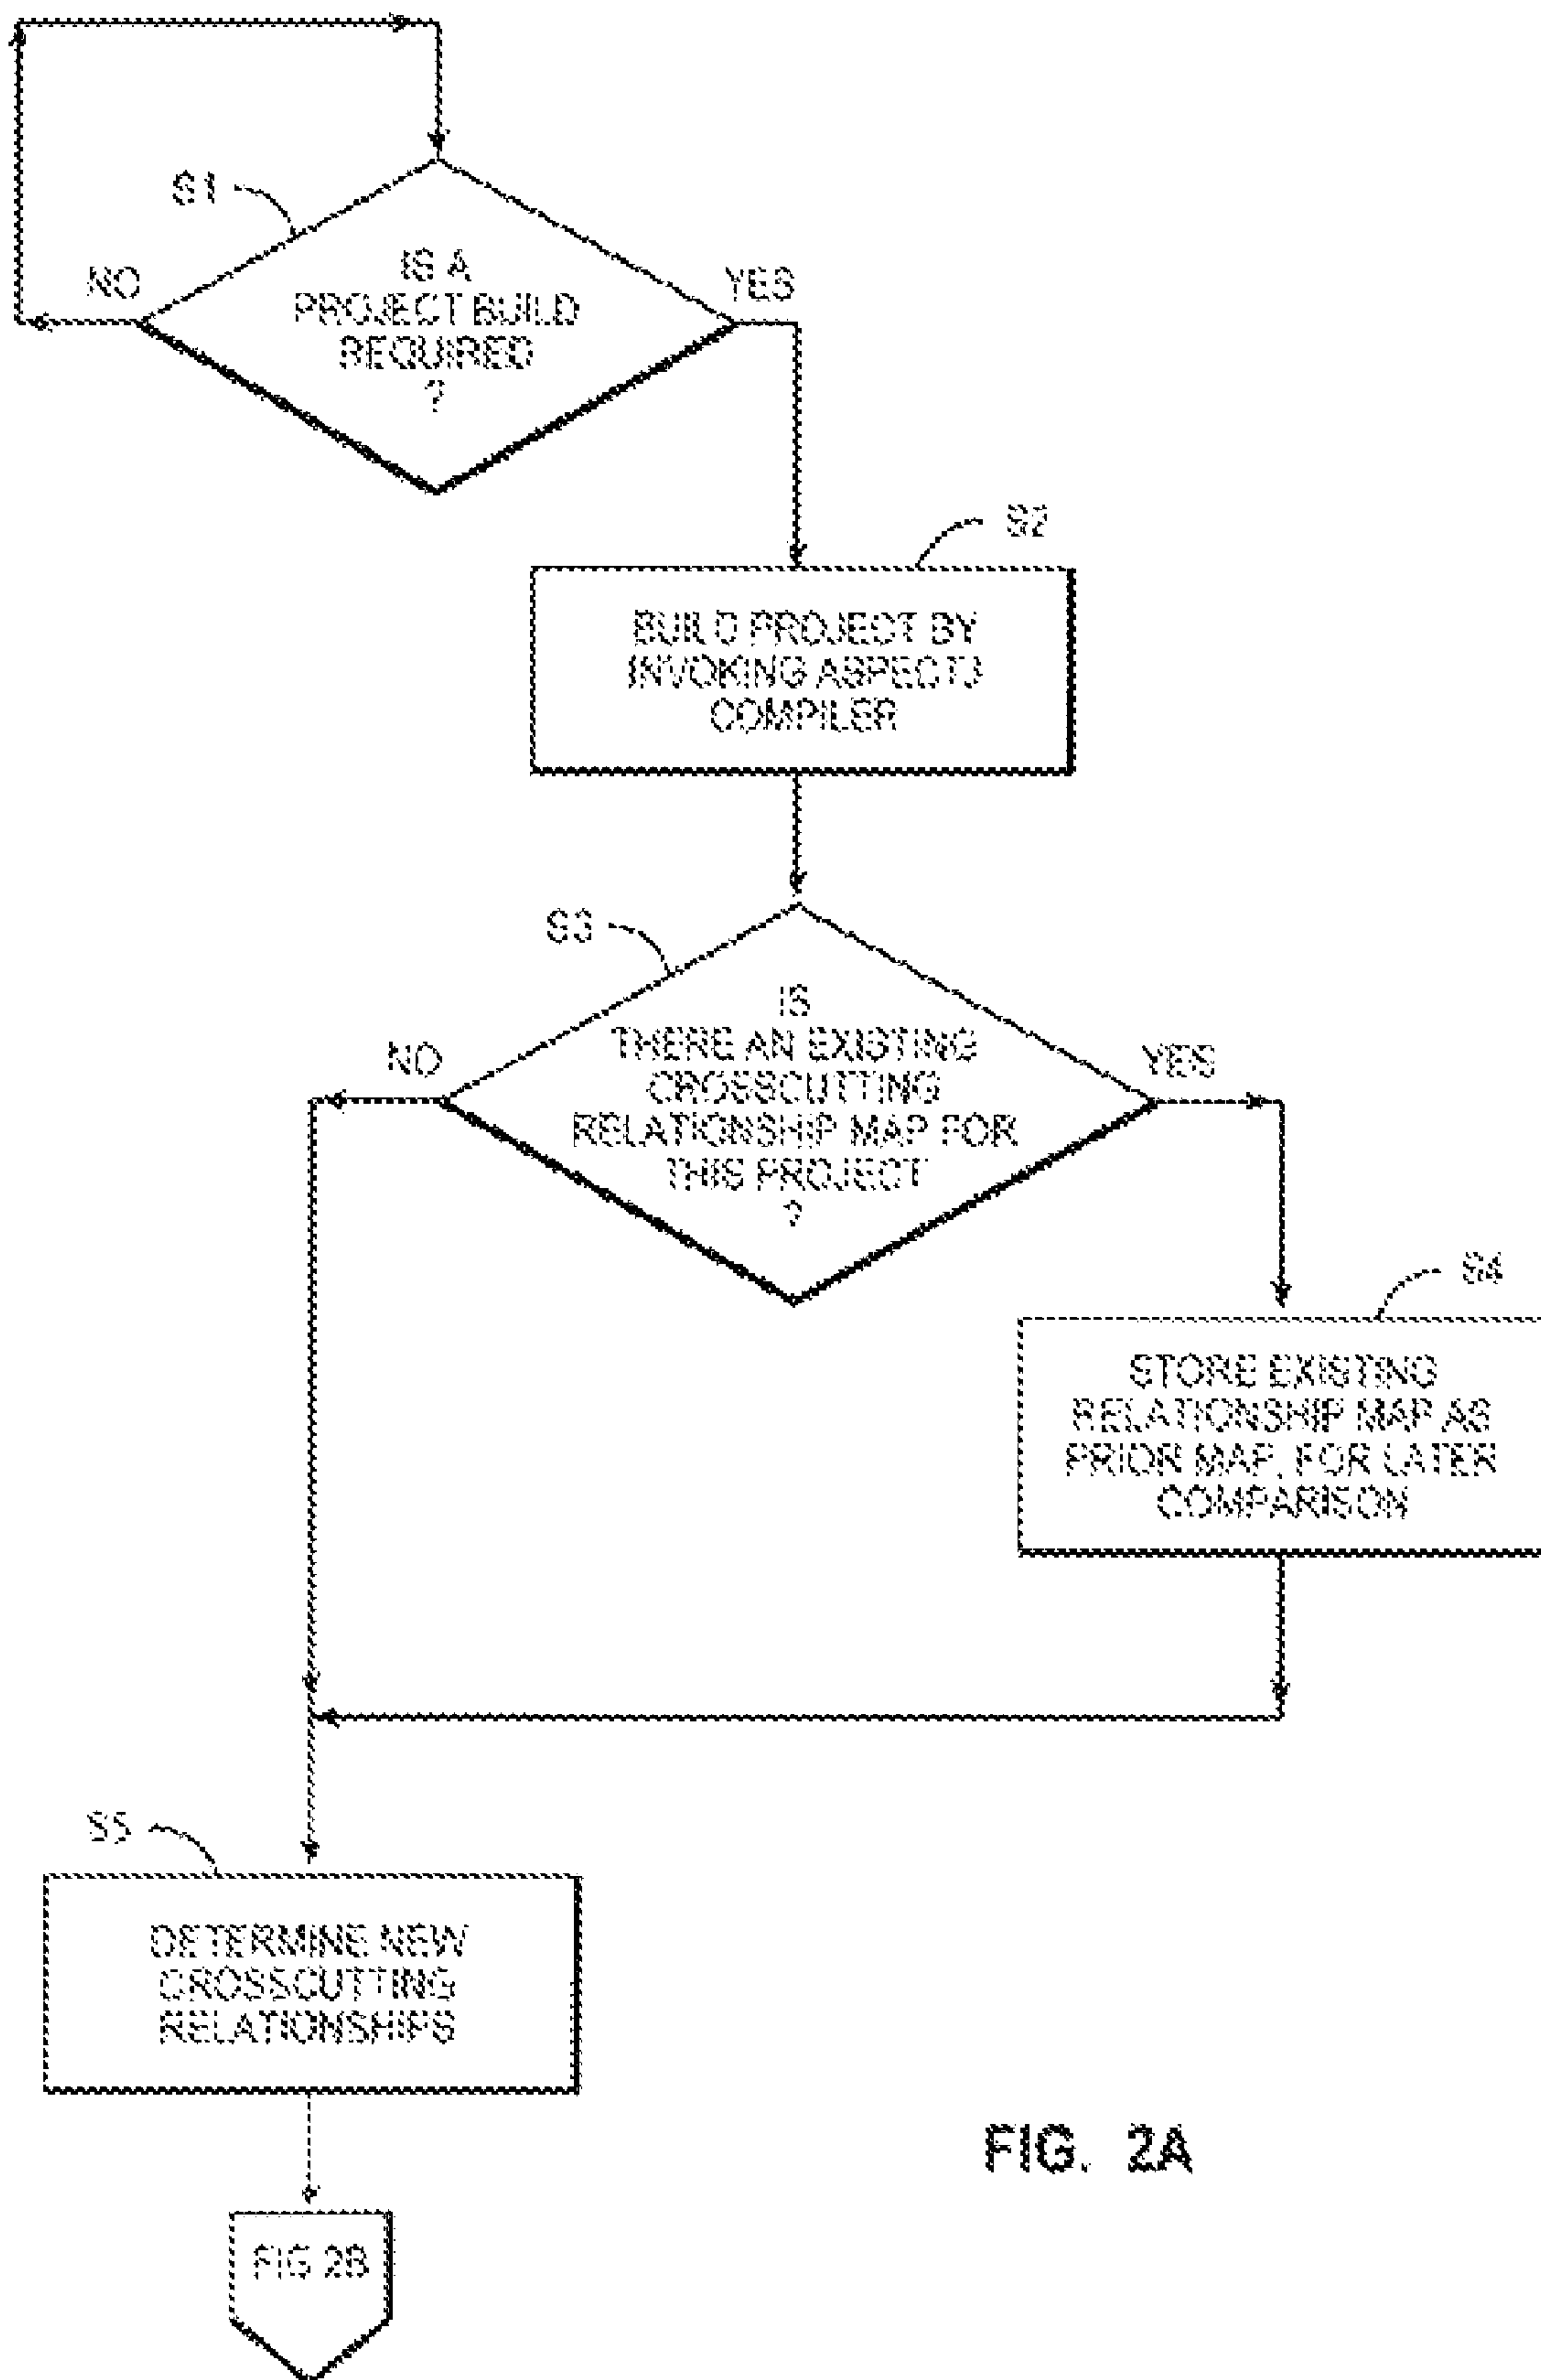 S1
NO
YES
IS A
PROJECT BUILD
REQUIRED
?
S2
BUILD PROJECT BY
INVOKING ASPECTJ
COMPILER
S3
NO
YES
IS
THERE AN EXISTING
CROSSCUTTING
RELATIONSHIP MAP FOR
THIS PROJECT
?
S4
STORE EXISTING
RELATIONSHIP MAP AS
PRIOR MAP, FOR LATER
COMPARISON
S5
DETERMINE NEW
CROSSCUTTING
RELATIONSHIPS
FIG 2B
FIG. 2A